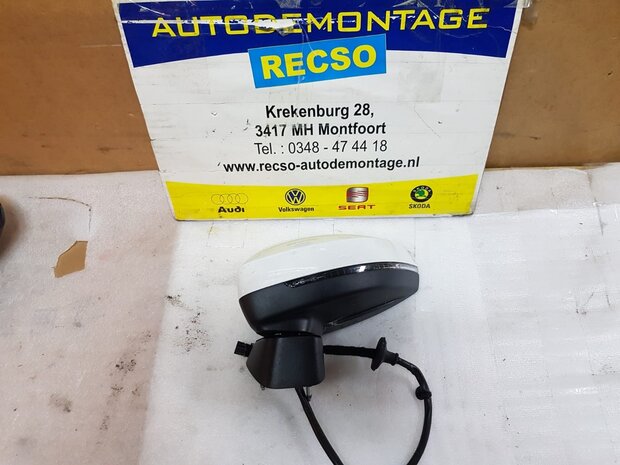 AUTODEMONTAGE
RECSO
Krekenburg 28,
3417 MH Montfoort
Tel. : 0348 - 47 44 18
www.recso-autodemontage.nl
Audi
Volkswagen
SEAT
SKODA